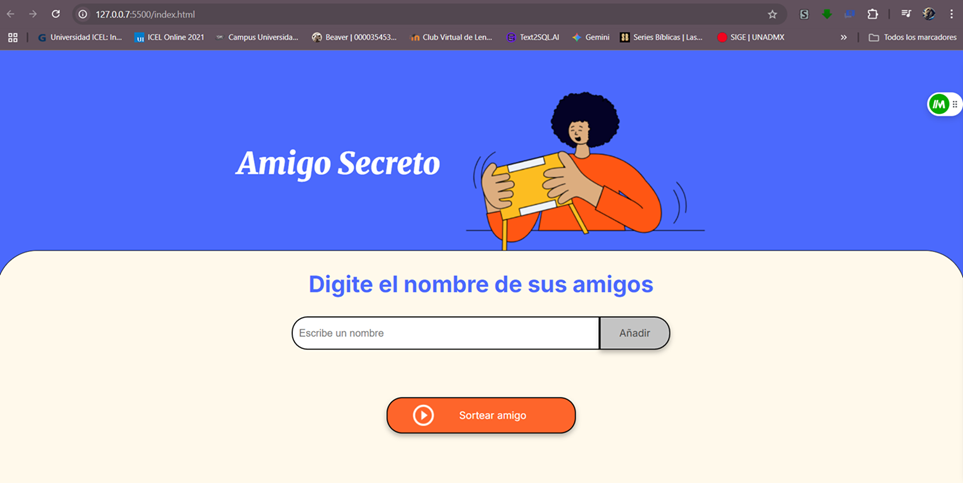 127.0.0.7:5500/index.html
Universidad ICEL: In...
ICEL Online 2021
Campus Universida...
Beaver | 000035453...
Club Virtual de Len...
Text2SQL.AI
Gemini
Series Bíblicas | Las...
SIGE | UNADMX
»
Todos los marcadores
Amigo Secreto
Digite el nombre de sus amigos
Escribe un nombre
Añadir
Sortear amigo